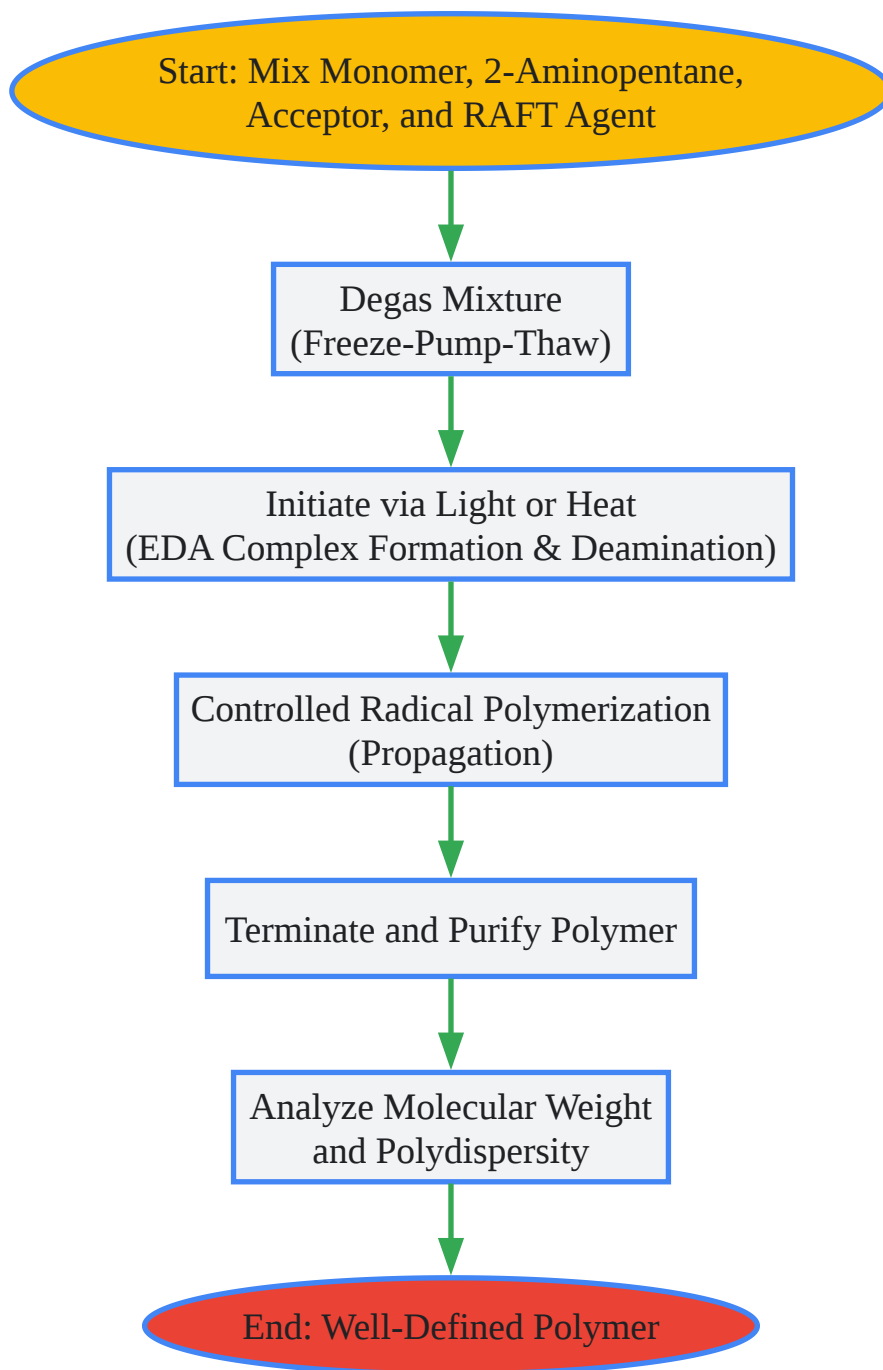 Start: Mix Monomer, 2-Aminopentane,
Acceptor, and RAFT Agent
Degas Mixture
(Freeze-Pump-Thaw)
Initiate via Light or Heat
(EDA Complex Formation & Deamination)
Controlled Radical Polymerization
(Propagation)
Terminate and Purify Polymer
Analyze Molecular Weight
and Polydispersity
End: Well-Defined Polymer